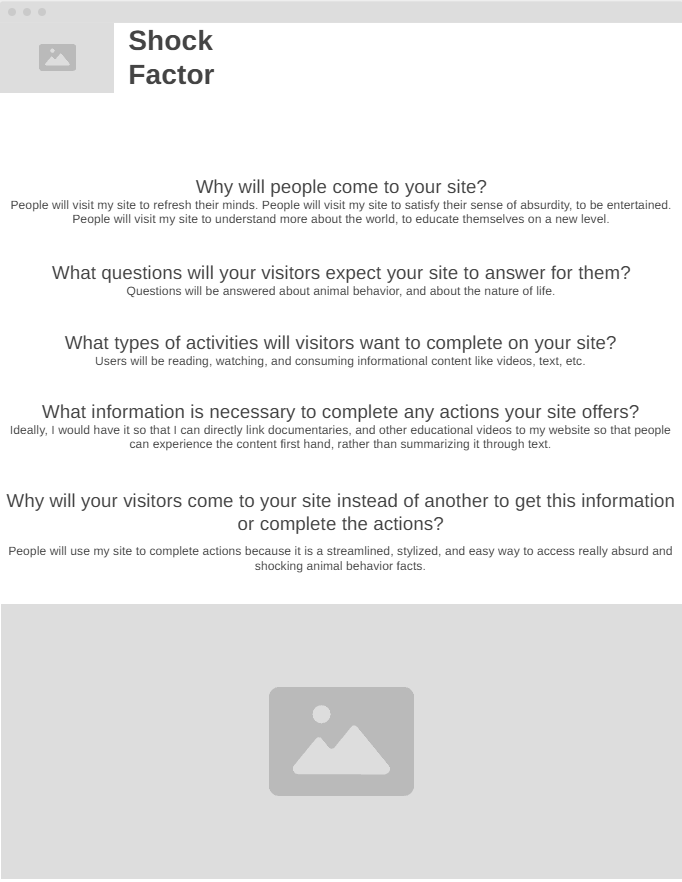 Shock
Factor
Why will people come to your site?
People will visit my site to refresh their minds. People will visit my site to satisfy their sense of absurdity, to be entertained.
People will visit my site to understand more about the world, to educate themselves on a new level.
What questions will your visitors expect your site to answer for them?
Questions will be answered about animal behavior, and about the nature of life.
What types of activities will visitors want to complete on your site?
Users will be reading, watching, and consuming informational content like videos, text, etc.
What information is necessary to complete any actions your site offers?
Ideally, I would have it so that I can directly link documentaries, and other educational videos to my website so that people
can experience the content first hand, rather than summarizing it through text.
Why will your visitors come to your site instead of another to get this information
or complete the actions?
People will use my site to complete actions because it is a streamlined, stylized, and easy way to access really absurd and
shocking animal behavior facts.